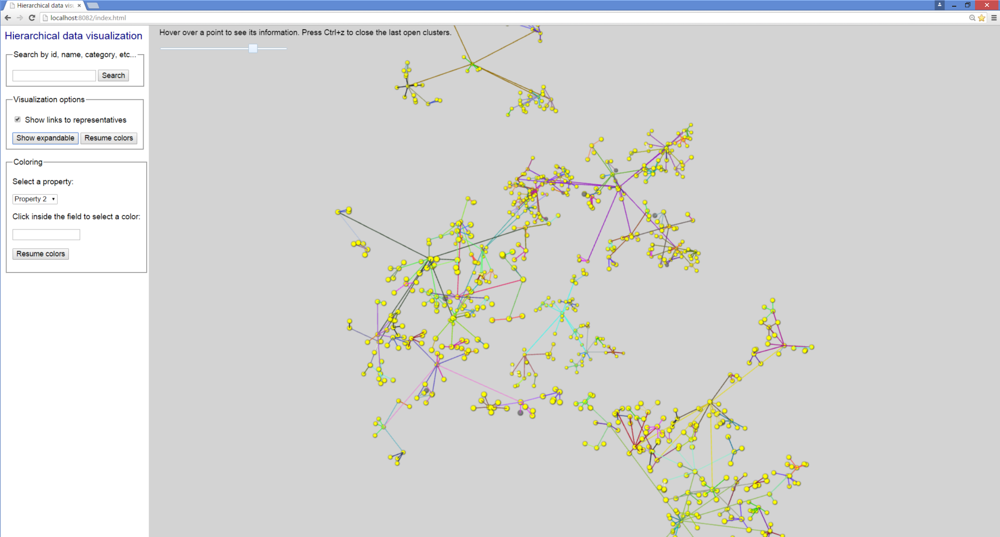 Hierarchical data vis
localhost:8082/index.html
Hierarchical data visualization
Search by id, name, category, etc...
Search
Visualization options
Show links to representatives
Show expandable
Resume colors
Coloring
Select a property:
Property 2
Click inside the field to select a color:
Resume colors
Hover over a point to see its information. Press Ctrl+z to close the last open clusters.